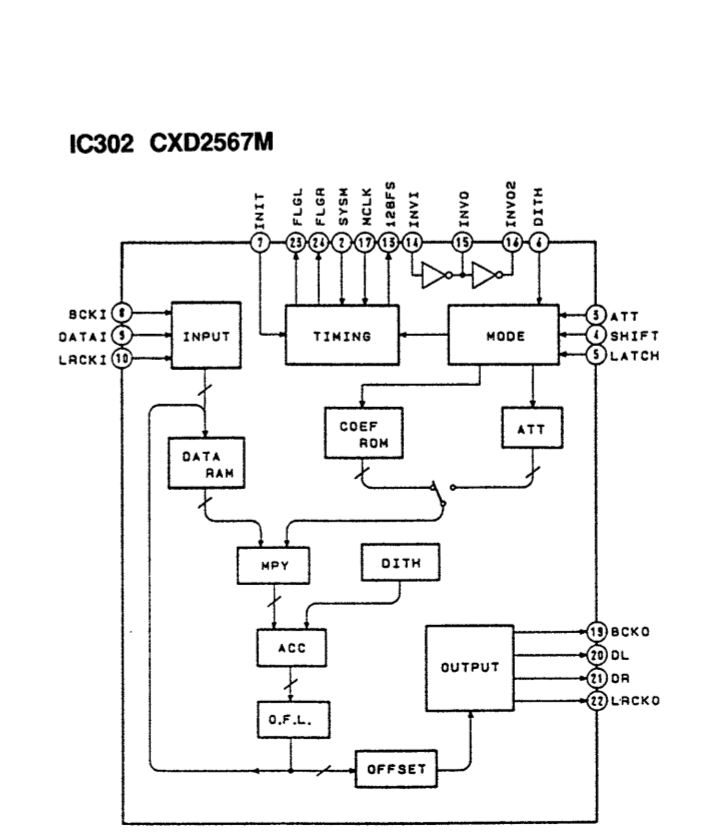 IC302 CXD2567M
INIT FLGL FLGR SYSM MCLK 128FS INVI INVO INVO2 DITH
7 23 24 2 17 13 14 15 16 6
BCKI 8
DATAI 9
LRCKI 10
INPUT
TIMING
MODE
3 ATT
4 SHIFT
5 LATCH
COEF
ROM
ATT
DATA
RAM
MPY
DITH
ACC
O.F.L.
OFFSET
OUTPUT
19 BCKO
20 DL
21 DR
22 LRCKO